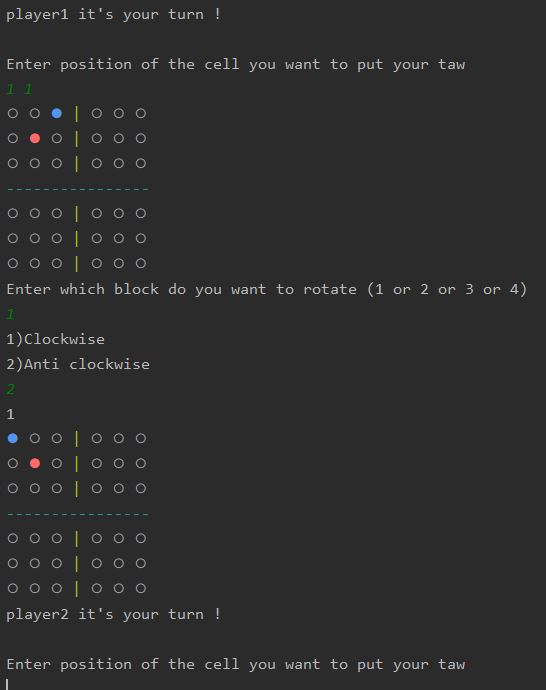 player1 it's your turn !
Enter position of the cell you want to put your taw
1 1
○ ○ ● | ○ ○ ○
○ ● ○ | ○ ○ ○
○ ○ ○ | ○ ○ ○
----------------
○ ○ ○ | ○ ○ ○
○ ○ ○ | ○ ○ ○
○ ○ ○ | ○ ○ ○
Enter which block do you want to rotate (1 or 2 or 3 or 4)
1
1)Clockwise
2)Anti clockwise
2
1
● ○ ○ | ○ ○ ○
○ ● ○ | ○ ○ ○
○ ○ ○ | ○ ○ ○
----------------
○ ○ ○ | ○ ○ ○
○ ○ ○ | ○ ○ ○
○ ○ ○ | ○ ○ ○
player2 it's your turn !
Enter position of the cell you want to put your taw